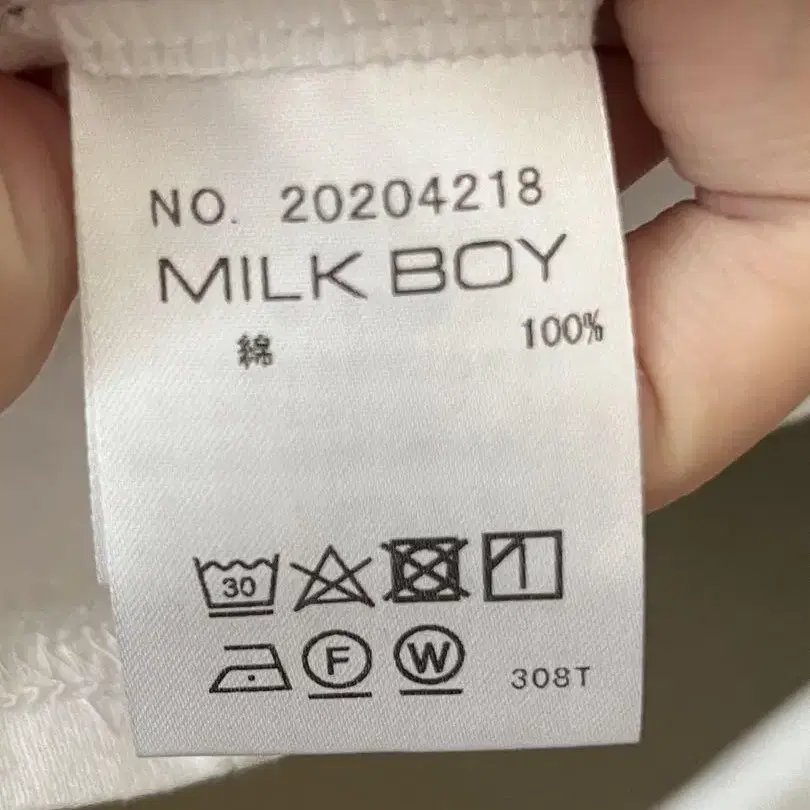 NO. 20204218
MILK BOY
綿 100%
30
F W 308T